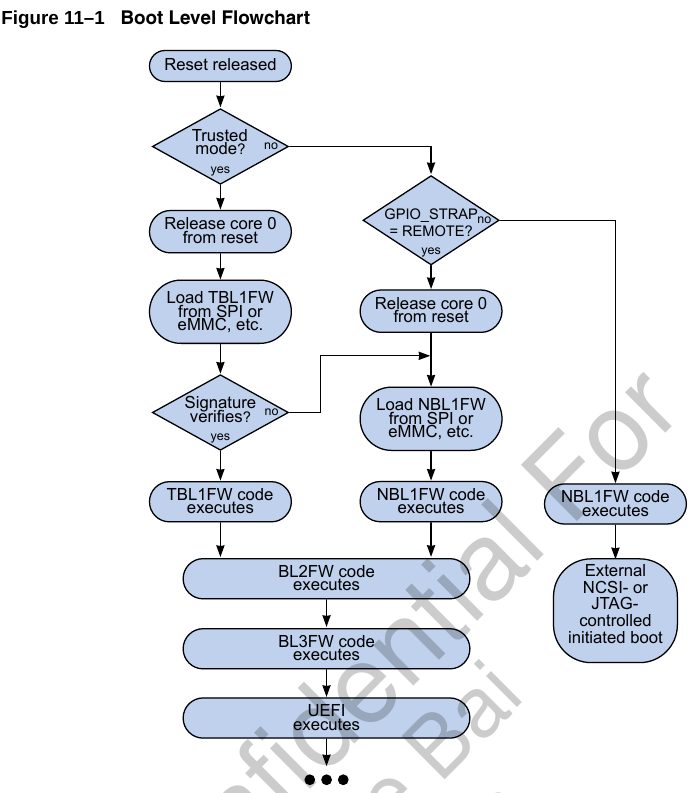 Figure 11–1 Boot Level Flowchart
Reset released
Trusted
mode?
no
yes
GPIO_STRAP
= REMOTE?
no
yes
Release core 0
from reset
Load TBL1FW
from SPI or
eMMC, etc.
Release core 0
from reset
Signature
verifies?
no
yes
Load NBL1FW
from SPI or
eMMC, etc.
TBL1FW code
executes
NBL1FW code
executes
NBL1FW code
executes
BL2FW code
executes
External
NCSI- or
JTAG-
controlled
initiated boot
BL3FW code
executes
UEFI
executes
For
Bai